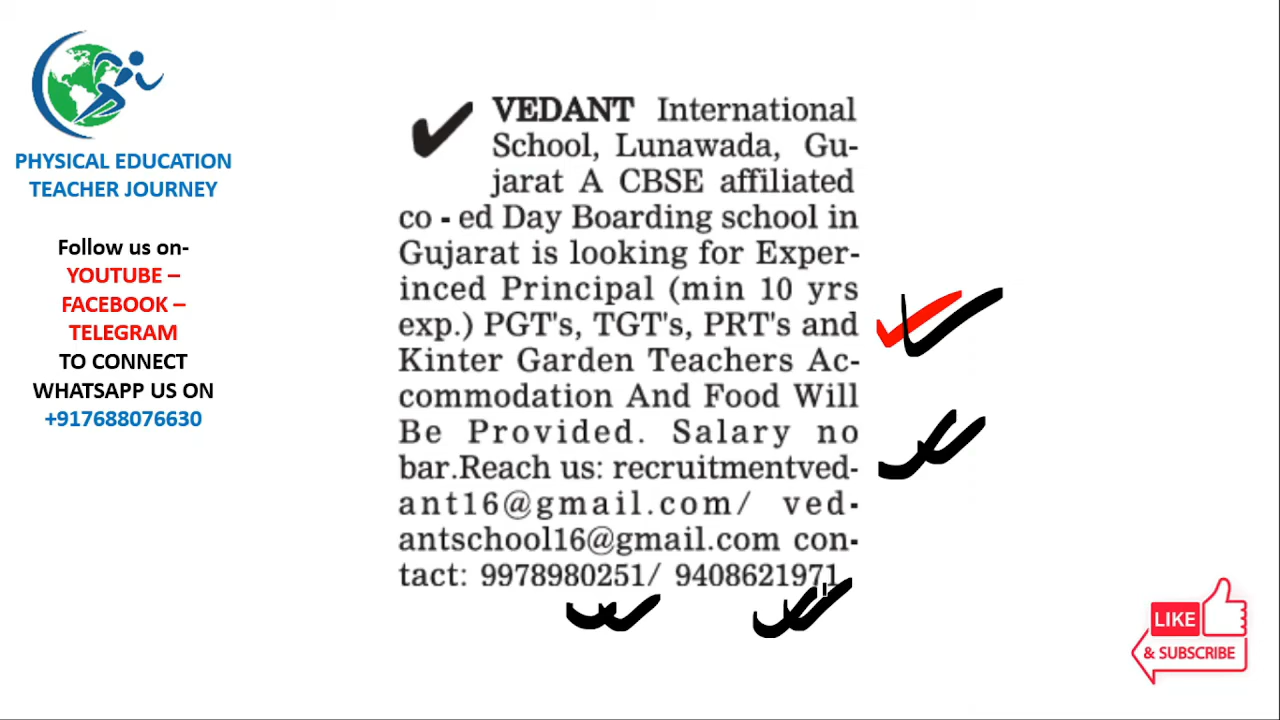 PHYSICAL EDUCATION
TEACHER JOURNEY
Follow us on-
YOUTUBE –
FACEBOOK –
TELEGRAM
TO CONNECT
WHATSAPP US ON
+917688076630
VEDANT International
School, Lunawada, Gu-
jarat A CBSE affiliated
co - ed Day Boarding school in
Gujarat is looking for Exper-
inced Principal (min 10 yrs
exp.) PGT's, TGT's, PRT's and
Kinter Garden Teachers Ac-
commodation And Food Will
Be Provided. Salary no
bar.Reach us: recruitmentved-
ant16@gmail.com/ ved-
antschool16@gmail.com con-
tact: 9978980251/ 9408621971
LIKE
& SUBSCRIBE